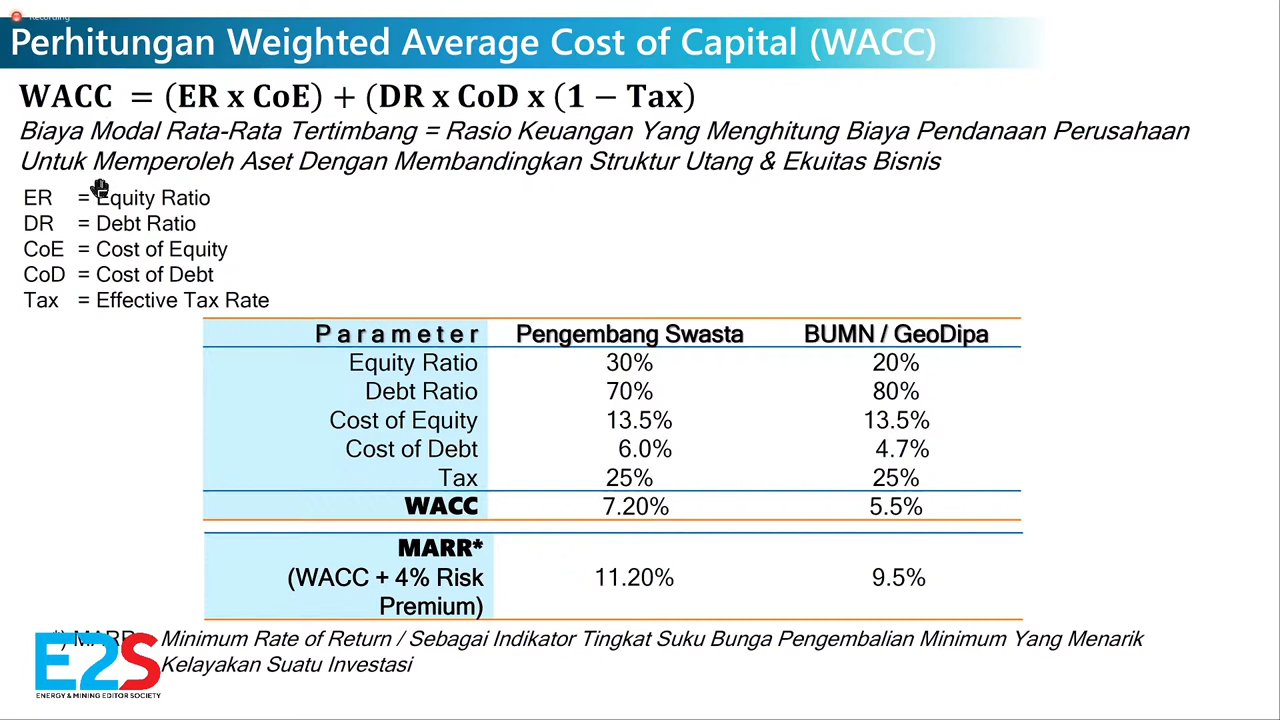 Recording
Perhitungan Weighted Average Cost of Capital (WACC)
WACC = (ER x CoE) + (DR x CoD x (1 − Tax)
Biaya Modal Rata-Rata Tertimbang = Rasio Keuangan Yang Menghitung Biaya Pendanaan Perusahaan
Untuk Memperoleh Aset Dengan Membandingkan Struktur Utang & Ekuitas Bisnis
ER = Equity Ratio
DR = Debt Ratio
CoE = Cost of Equity
CoD = Cost of Debt
Tax = Effective Tax Rate
Parameter Pengembang Swasta BUMN / GeoDipa
Equity Ratio 30% 20%
Debt Ratio 70% 80%
Cost of Equity 13.5% 13.5%
Cost of Debt 6.0% 4.7%
Tax 25% 25%
WACC 7.20% 5.5%
MARR*
(WACC + 4% Risk 11.20% 9.5%
Premium)
*) MARR Minimum Rate of Return / Sebagai Indikator Tingkat Suku Bunga Pengembalian Minimum Yang Menarik
Kelayakan Suatu Investasi
E2S
ENERGY & MINING EDITOR SOCIETY